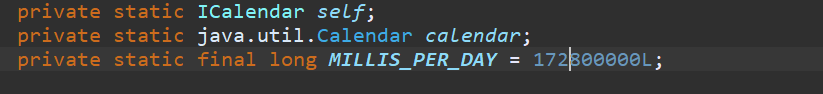 private static ICalendar self;
private static java.util.Calendar calendar;
private static final long MILLIS_PER_DAY = 172800000L;